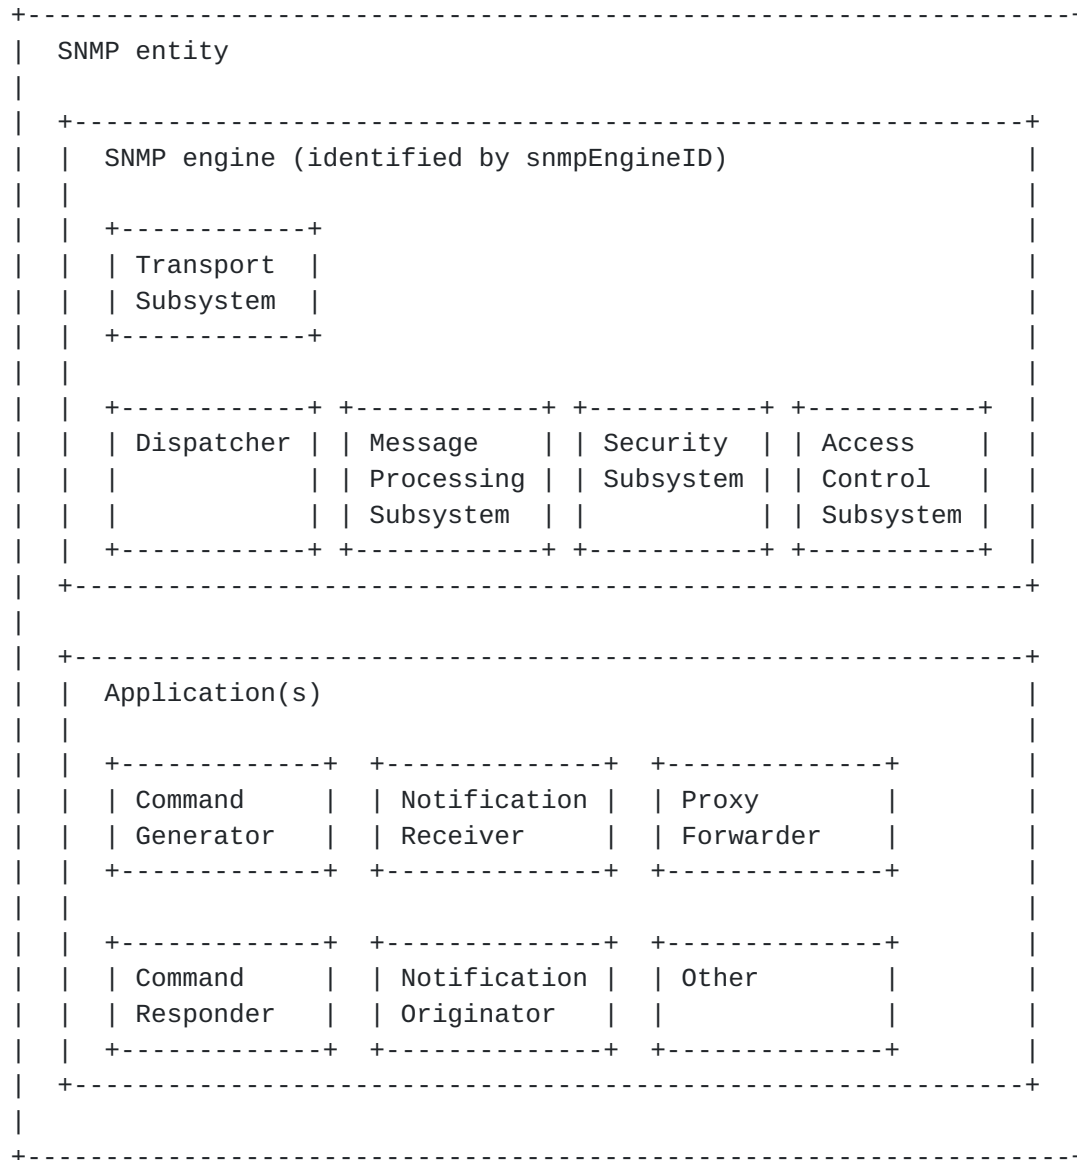 SNMP entity
SNMP engine (identified by snmpEngineID)
Transport
Subsystem
Dispatcher Message Security Access
Processing Subsystem Control
Subsystem Subsystem
Application(s)
Command Notification Proxy
Generator Receiver Forwarder
Command Notification Other
Responder Originator